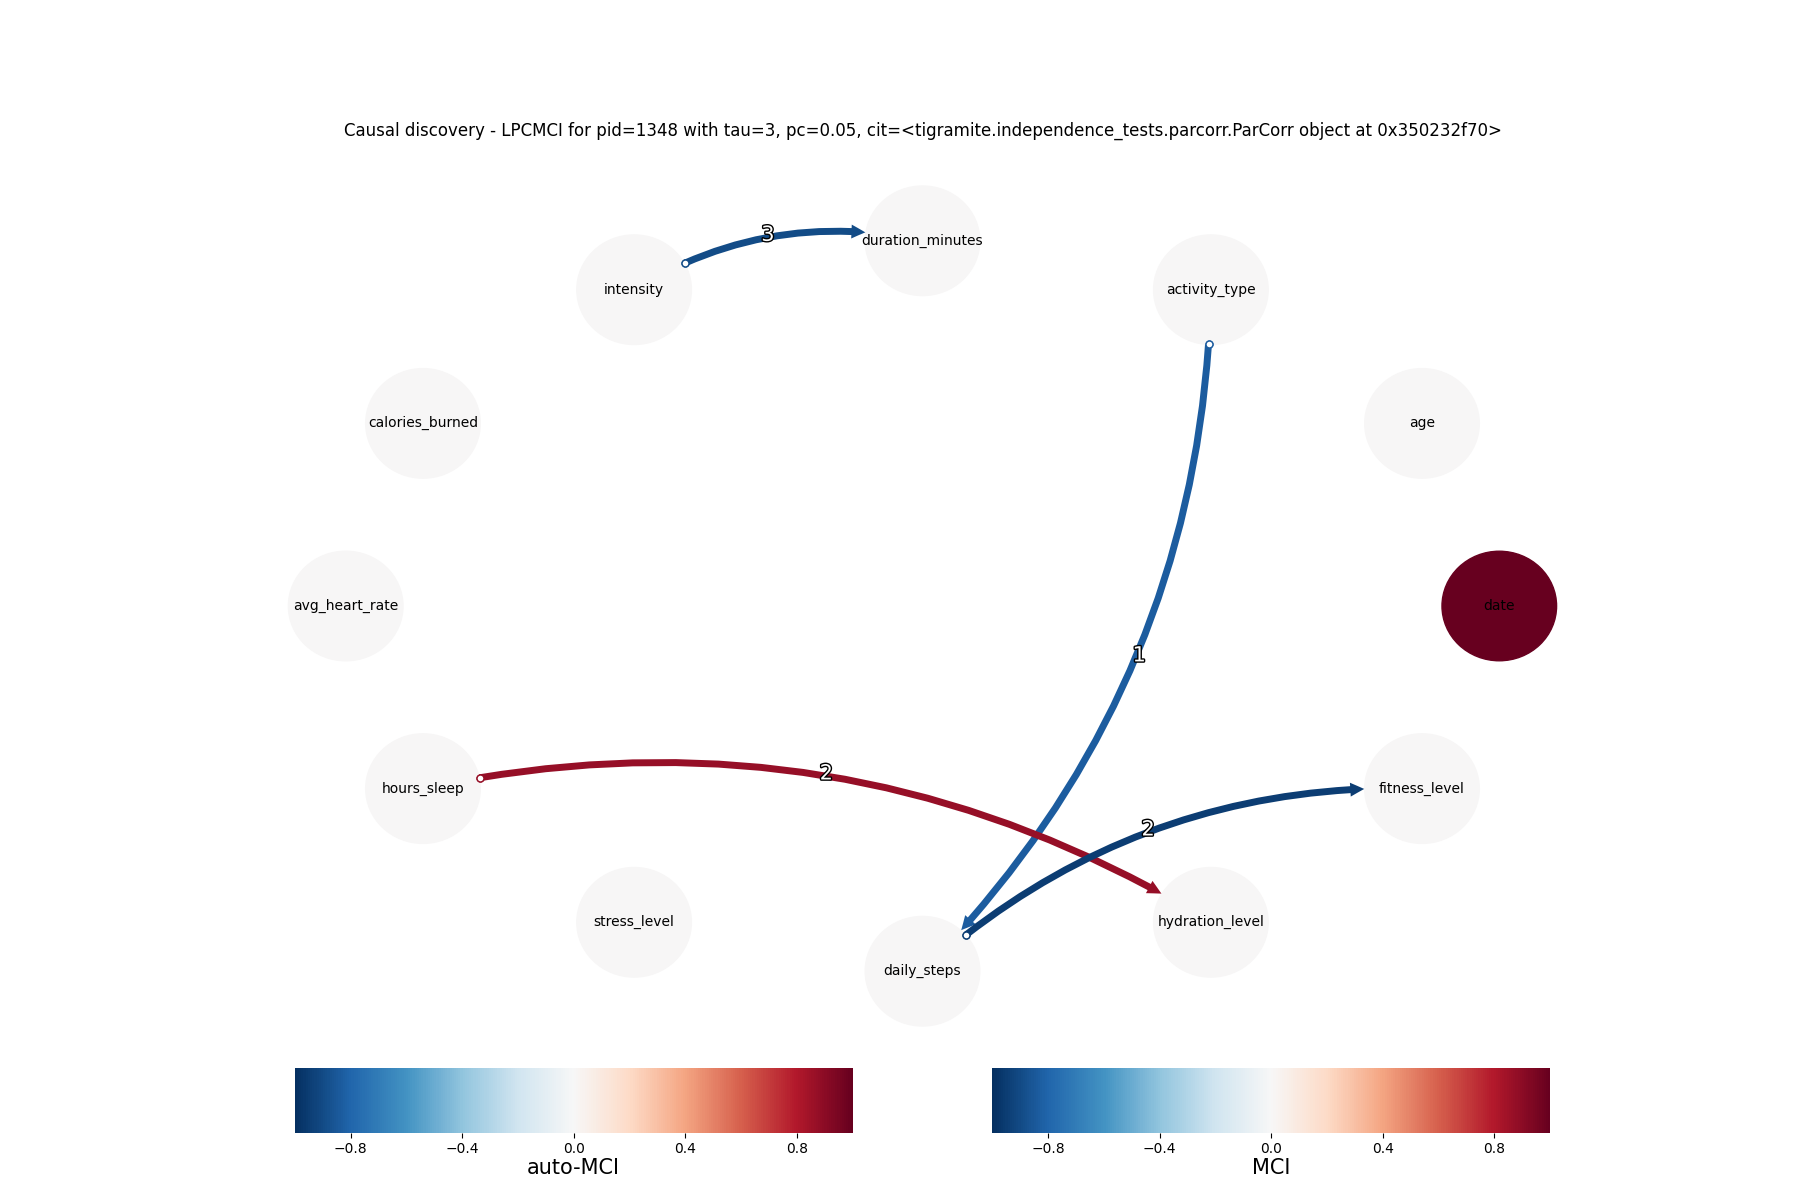 Causal discovery - LPCMCI for pid=1348 with tau=3, pc=0.05, cit=<tigramite.independence_tests.parcorr.ParCorr object at 0x350232f70>
3
duration_minutes
intensity
activity_type
calories_burned
age
avg_heart_rate
date
1
2
hours_sleep
fitness_level
2
stress_level
hydration_level
daily_steps
−0.8 −0.4 0.0 0.4 0.8
auto-MCI
−0.8 −0.4 0.0 0.4 0.8
MCI